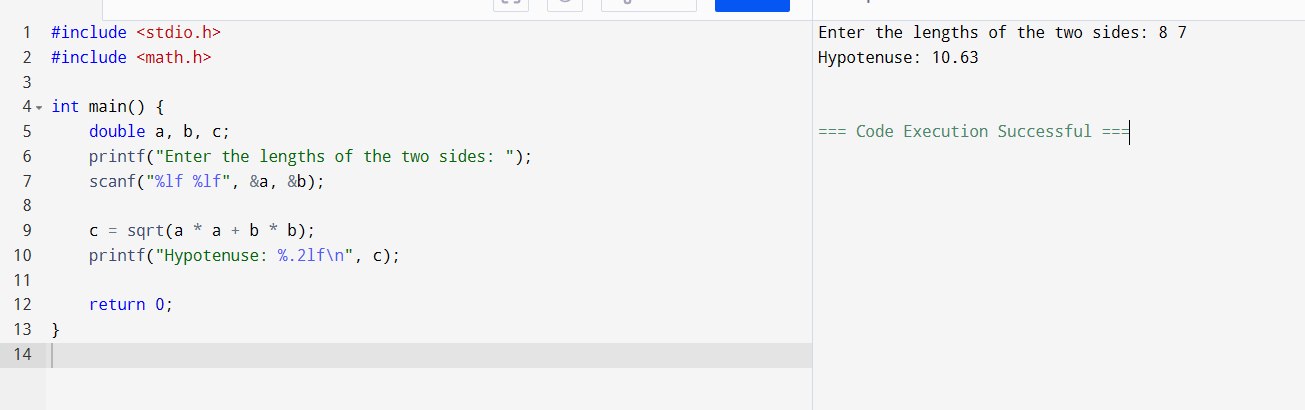 1 #include <stdio.h>
2 #include <math.h>
3
4 int main() {
5     double a, b, c;
6     printf("Enter the lengths of the two sides: ");
7     scanf("%lf %lf", &a, &b);
8
9     c = sqrt(a * a + b * b);
10     printf("Hypotenuse: %.2lf\n", c);
11
12     return 0;
13 }
14
Enter the lengths of the two sides: 8 7
Hypotenuse: 10.63
=== Code Execution Successful ===